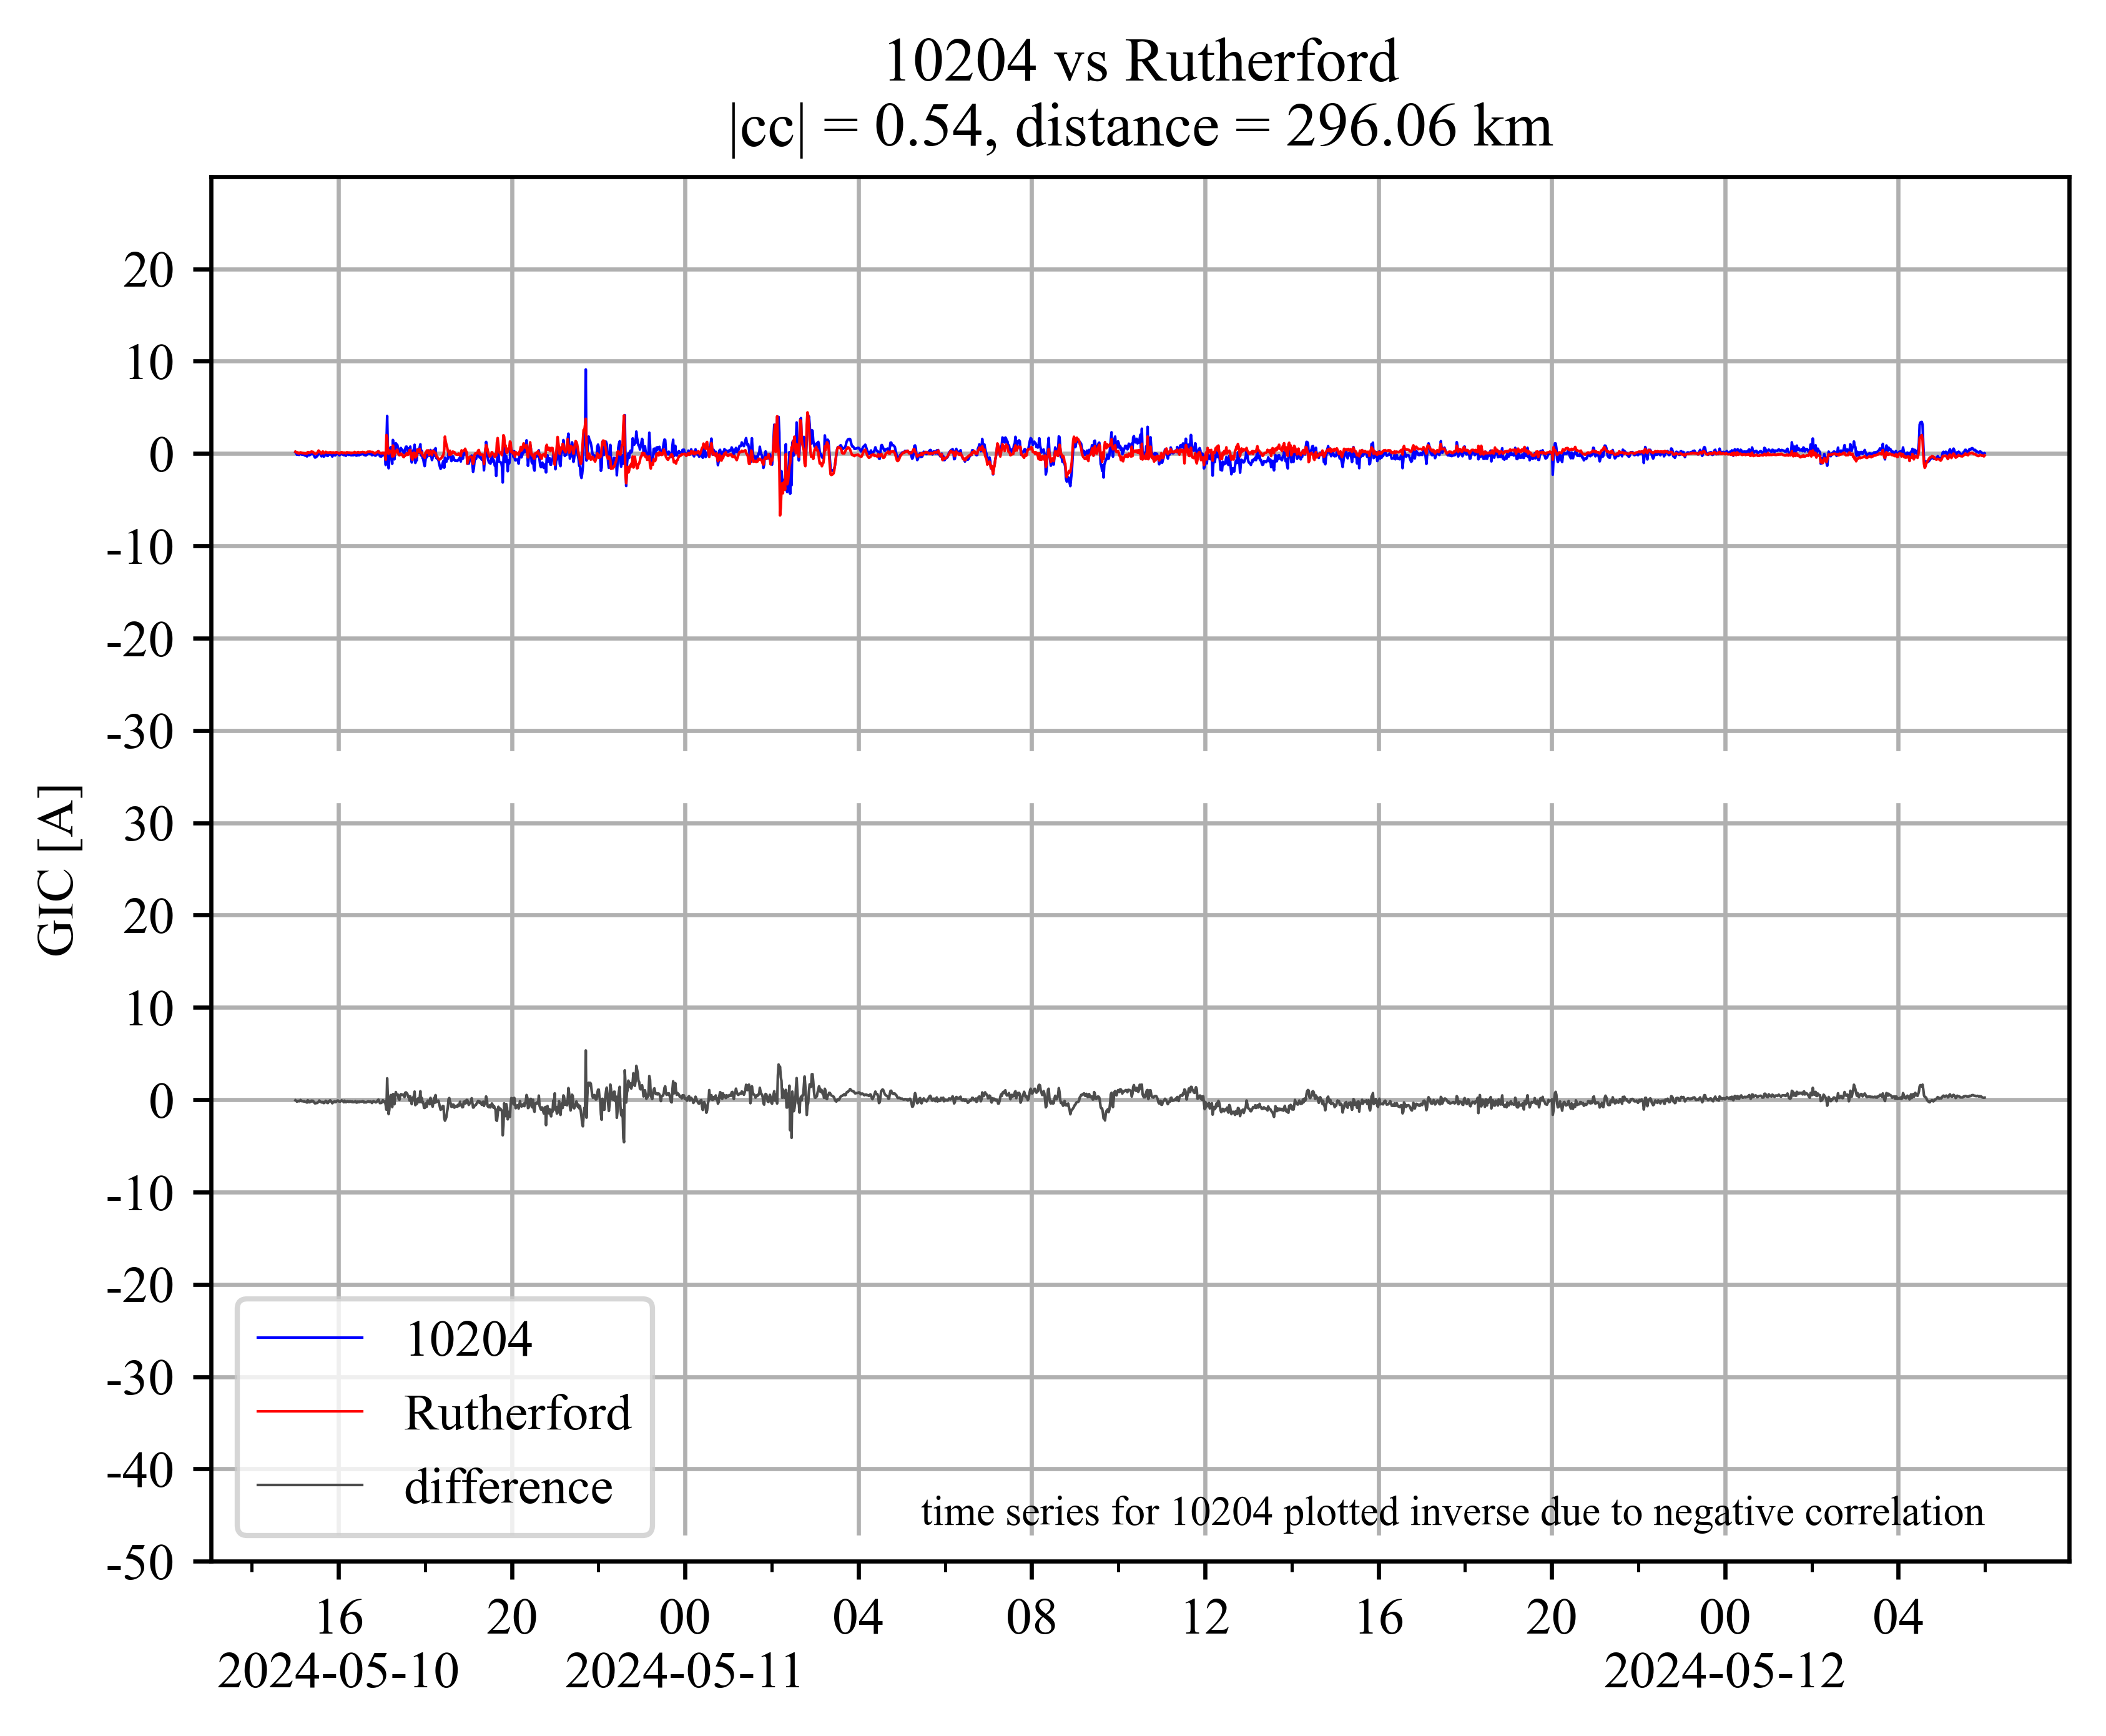 10204 vs Rutherford
|cc| = 0.54, distance = 296.06 km
GIC [A]
20
10
0
-10
-20
-30
30
20
10
0
-10
-20
-30
-40
-50
10204
Rutherford
difference
time series for 10204 plotted inverse due to negative correlation
16 20 00 04 08 12 16 20 00 04
2024-05-10 2024-05-11 2024-05-12